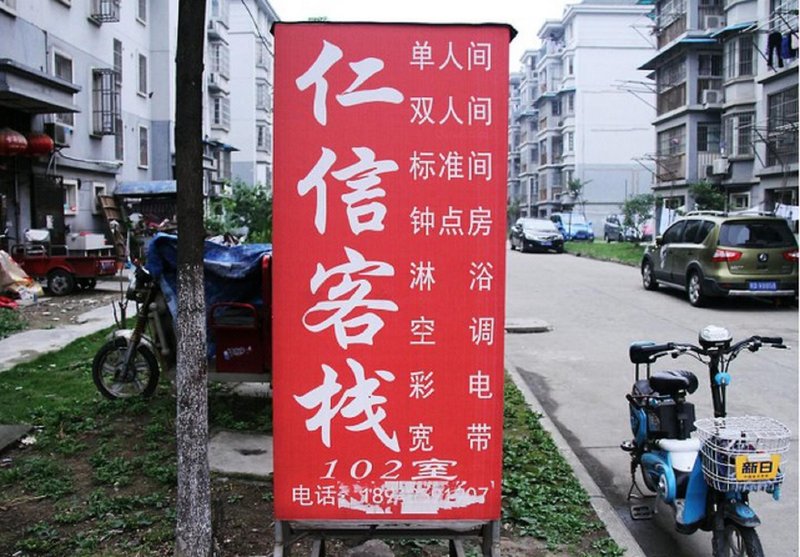 仁信客栈
单人间
双人间
标准间
钟点房
淋浴
空调
彩电
宽带
102室
电话:
新日